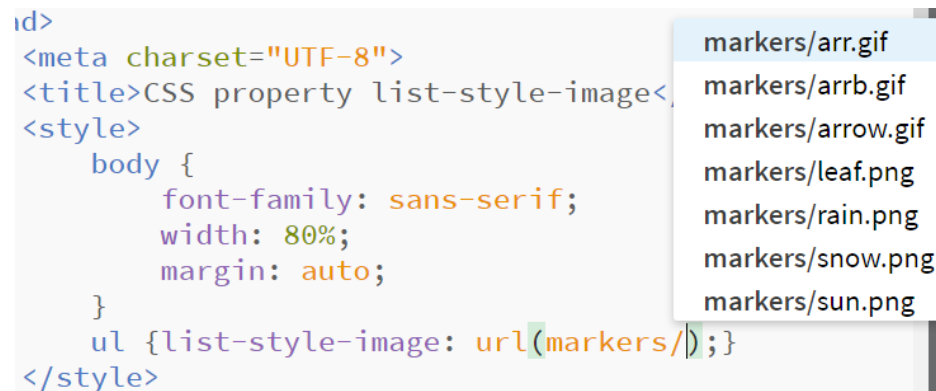 d>
<meta charset="UTF-8">
<title>CSS property list-style-image<
<style>
body {
font-family: sans-serif;
width: 80%;
margin: auto;
}
ul {list-style-image: url(markers/);}
</style>
markers/arr.gif
markers/arrb.gif
markers/arrow.gif
markers/leaf.png
markers/rain.png
markers/snow.png
markers/sun.png